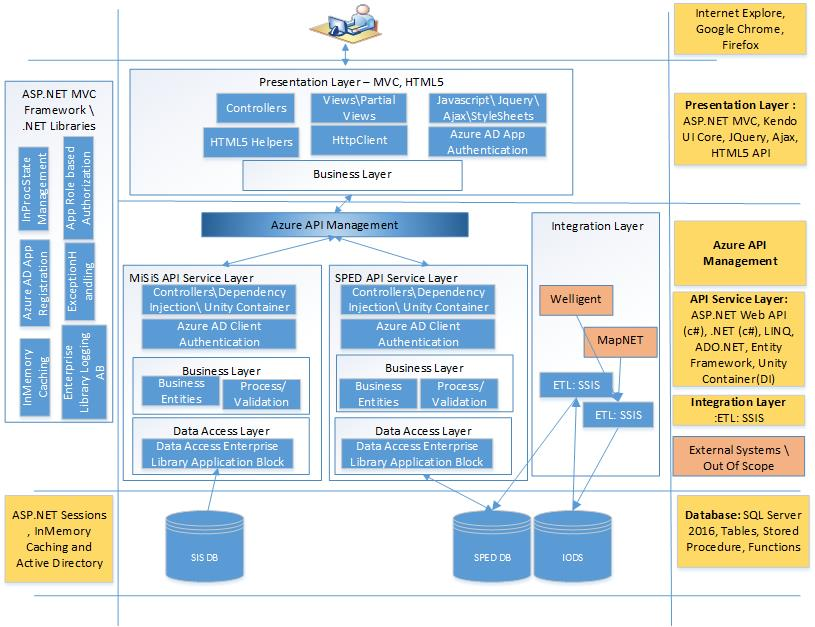 Internet Explore,
Google Chrome,
Firefox
ASP.NET MVC
Framework \
.NET Libraries
InProcState
Management
App Role based
Authorization
Azure AD App
Registration
ExceptionH
andling
InMemory
Caching
Enterprise
Library Logging
AB
Presentation Layer – MVC, HTML5
Controllers
Views\Partial
Views
Javascript\ Jquery\
Ajax\StyleSheets
HTML5 Helpers
HttpClient
Azure AD App
Authentication
Business Layer
Presentation Layer :
ASP.NET MVC, Kendo
UI Core, JQuery, Ajax,
HTML5 API
Azure API Management
Azure API
Management
MiSiS API Service Layer
Controllers\Dependency
Injection\ Unity Container
Azure AD Client
Authentication
Business Layer
Business
Entities
Process/
Validation
Data Access Layer
Data Access Enterprise
Library Application Block
SPED API Service Layer
Controllers\Dependency
Injection\ Unity Container
Azure AD Client
Authentication
Business Layer
Business
Entities
Process/
Validation
Data Access Layer
Data Access Enterprise
Library Application Block
Integration Layer
Welligent
MapNET
ETL: SSIS
ETL: SSIS
API Service Layer:
ASP.NET Web API
(c#), .NET (c#), LINQ,
ADO.NET, Entity
Framework, Unity
Container(DI)
Integration Layer
:ETL: SSIS
External Systems \
Out Of Scope
ASP.NET Sessions
, InMemory
Caching and
Active Directory
SIS DB
SPED DB
IODS
Database: SQL Server
2016, Tables, Stored
Procedure, Functions